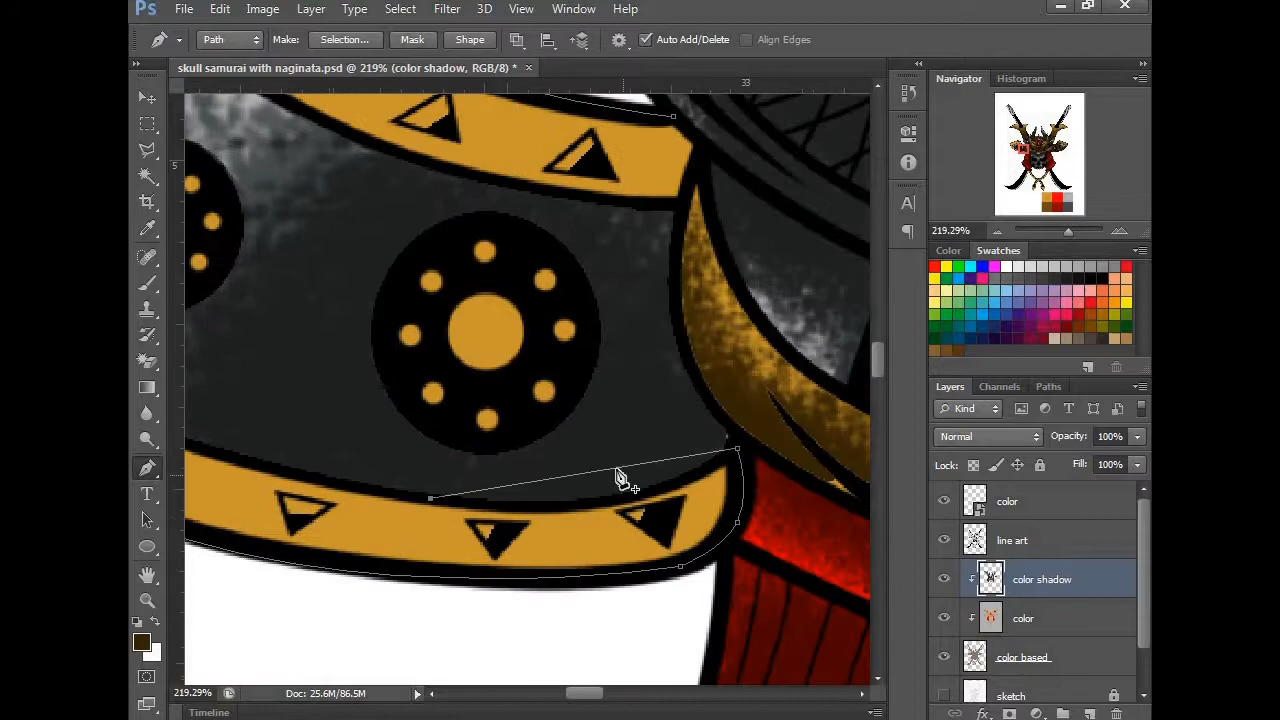 Ps File Edit Image Layer Type Select Filter 3D View Window Help
Path Make: Selection... Mask Shape Auto Add/Delete Align Edges
skull samurai with naginata.psd @ 219% (color shadow, RGB/8) * ×
33
5
Navigator Histogram
219.29%
Color Swatches
Layers Channels Paths
Kind T
Normal Opacity: 100%
Lock: Fill: 100%
color
line art
color shadow
color
color based
sketch
fx
219.29% Doc: 25.6M/86.5M
Timeline